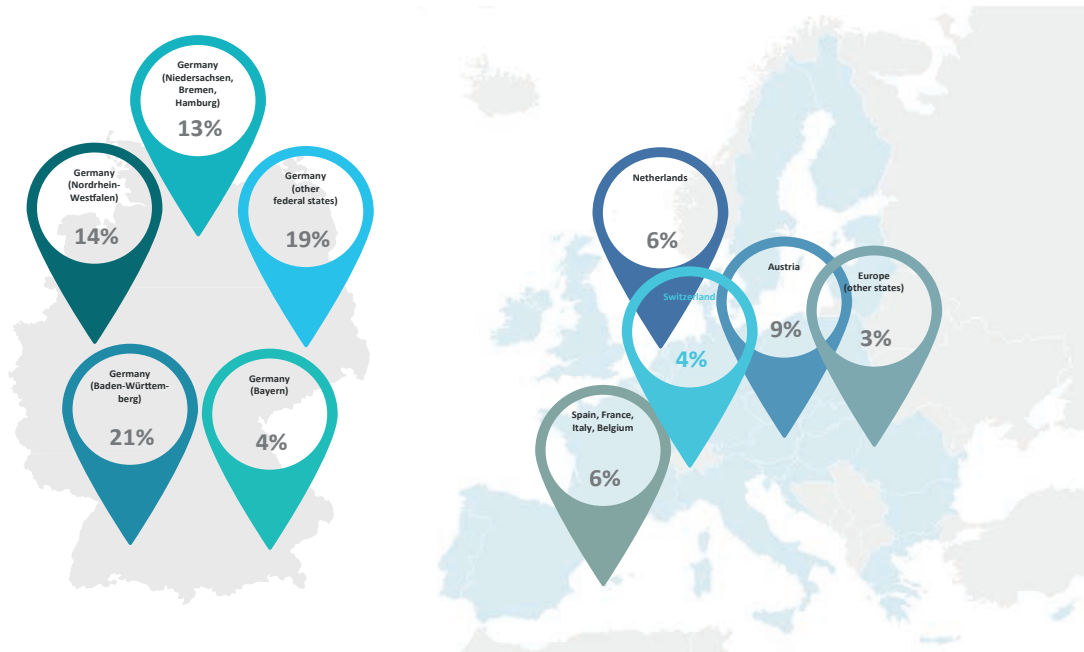 Germany
(Niedersachsen,
Bremen,
Hamburg)
13%
Germany
(Nordrhein-
Westfalen)
14%
Germany
(other
federal states)
19%
Germany
(Baden-Württem-
berg)
21%
Germany
(Bayern)
4%
Netherlands
6%
Switzerland
4%
Austria
9%
Europe
(other states)
3%
Spain, France,
Italy, Belgium
6%